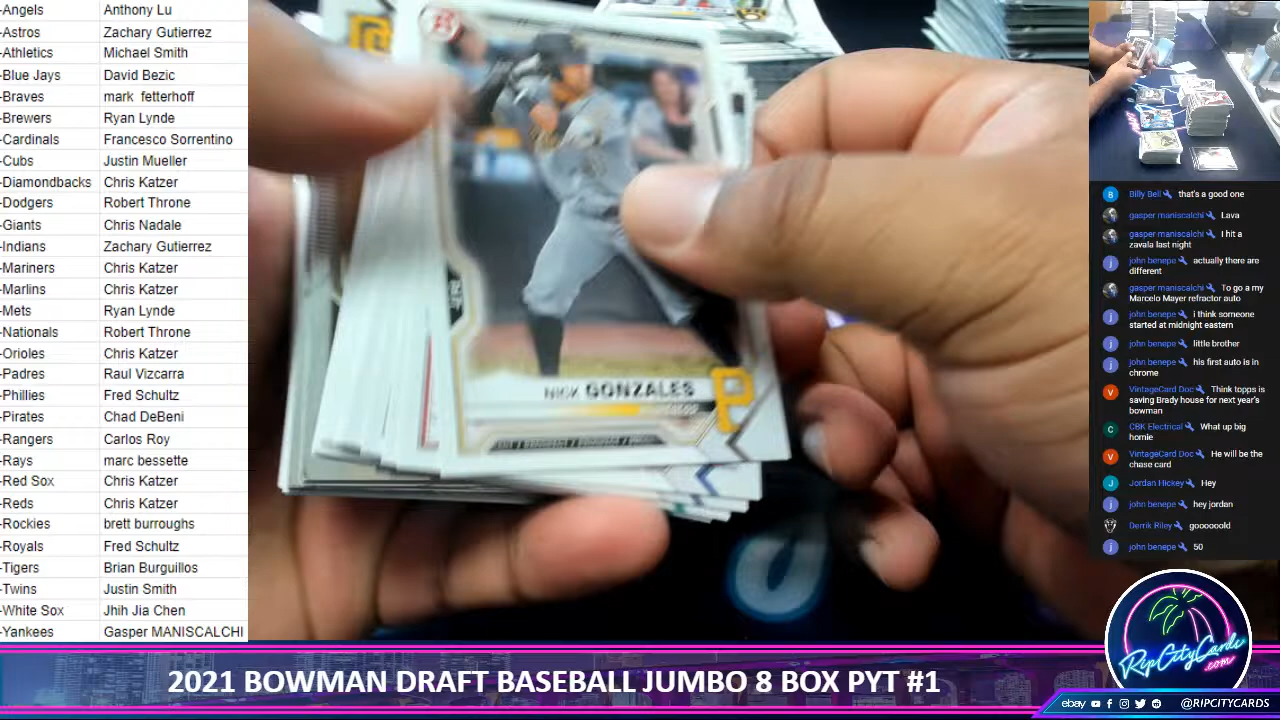 -Angels Anthony Lu
-Astros Zachary Gutierrez
-Athletics Michael Smith
-Blue Jays David Bezic
-Braves mark fetterhoff
-Brewers Ryan Lynde
-Cardinals Francesco Sorrentino
-Cubs Justin Mueller
-Diamondbacks Chris Katzer
-Dodgers Robert Throne
-Giants Chris Nadale
-Indians Zachary Gutierrez
-Mariners Chris Katzer
-Marlins Chris Katzer
-Mets Ryan Lynde
-Nationals Robert Throne
-Orioles Chris Katzer
-Padres Raul Vizcarra
-Phillies Fred Schultz
-Pirates Chad DeBeni
-Rangers Carlos Roy
-Rays marc bessette
-Red Sox Chris Katzer
-Reds Chris Katzer
-Rockies brett burroughs
-Royals Fred Schultz
-Tigers Brian Burguillos
-Twins Justin Smith
-White Sox Jhih Jia Chen
-Yankees Gasper MANISCALCHI
NICK GONZALES
P
B Billy Bell that's a good one
gasper maniscalchi Lava
gasper maniscalchi I hit a
zavala last night
j john benepe actually there are
different
gasper maniscalchi To go a my
Marcelo Mayer refractor auto
j john benepe i think someone
started at midnight eastern
j john benepe little brother
j john benepe his first auto is in
chrome
V VintageCard Doc Think topps is
saving Brady house for next year's
bowman
C CBK Electrical What up big
homie
V VintageCard Doc He will be the
chase card
J Jordan Hickey Hey
j john benepe hey jordan
Derrik Riley goooooold
j john benepe 50
RipCityCards
.com
2021 BOWMAN DRAFT BASEBALL JUMBO 8 BOX PYT #1
ebay @RIPCITYCARDS